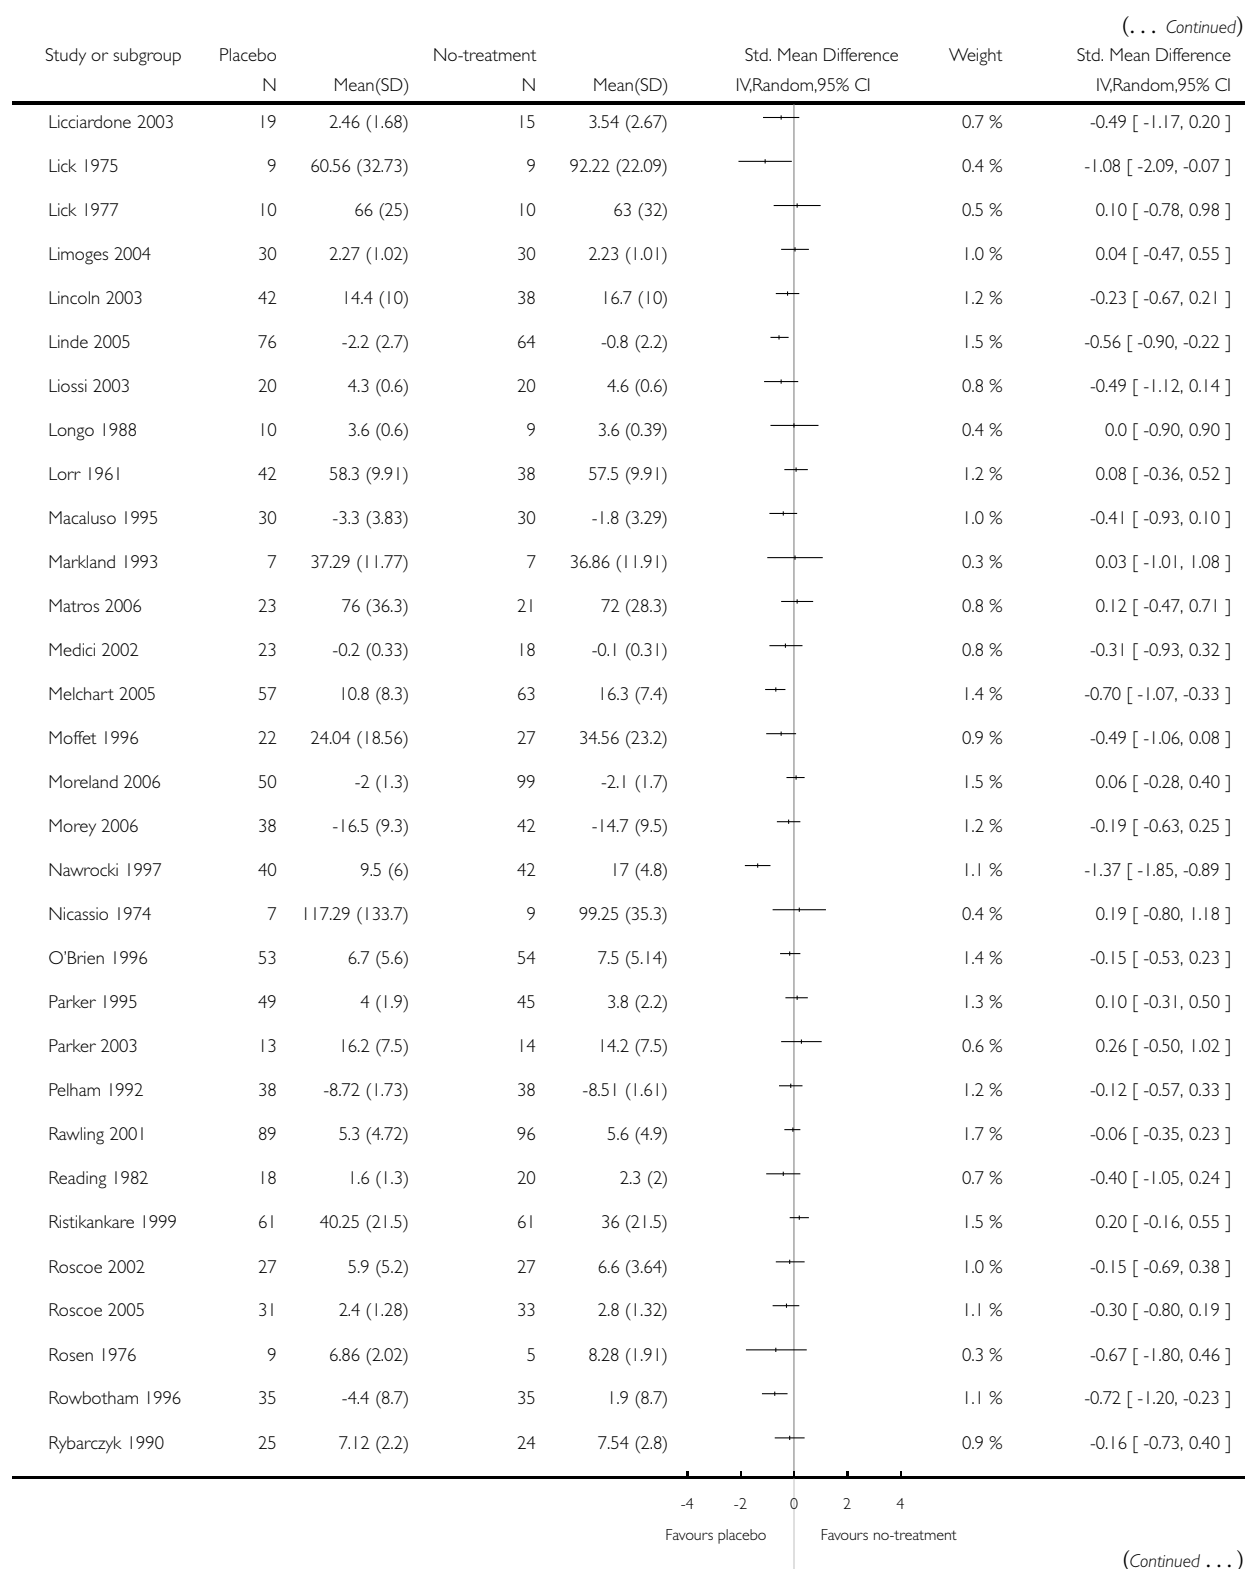 (... Continued)
Study or subgroup Placebo No-treatment Std. Mean Difference Weight Std. Mean Difference
N Mean(SD) N Mean(SD) IV,Random,95% CI IV,Random,95% CI
Licciardone 2003 19 2.46 (1.68) 15 3.54 (2.67) 0.7 % -0.49 [ -1.17, 0.20 ]
Lick 1975 9 60.56 (32.73) 9 92.22 (22.09) 0.4 % -1.08 [ -2.09, -0.07 ]
Lick 1977 10 66 (25) 10 63 (32) 0.5 % 0.10 [ -0.78, 0.98 ]
Limoges 2004 30 2.27 (1.02) 30 2.23 (1.01) 1.0 % 0.04 [ -0.47, 0.55 ]
Lincoln 2003 42 14.4 (10) 38 16.7 (10) 1.2 % -0.23 [ -0.67, 0.21 ]
Linde 2005 76 -2.2 (2.7) 64 -0.8 (2.2) 1.5 % -0.56 [ -0.90, -0.22 ]
Liossi 2003 20 4.3 (0.6) 20 4.6 (0.6) 0.8 % -0.49 [ -1.12, 0.14 ]
Longo 1988 10 3.6 (0.6) 9 3.6 (0.39) 0.4 % 0.0 [ -0.90, 0.90 ]
Lorr 1961 42 58.3 (9.91) 38 57.5 (9.91) 1.2 % 0.08 [ -0.36, 0.52 ]
Macaluso 1995 30 -3.3 (3.83) 30 -1.8 (3.29) 1.0 % -0.41 [ -0.93, 0.10 ]
Markland 1993 7 37.29 (11.77) 7 36.86 (11.91) 0.3 % 0.03 [ -1.01, 1.08 ]
Matros 2006 23 76 (36.3) 21 72 (28.3) 0.8 % 0.12 [ -0.47, 0.71 ]
Medici 2002 23 -0.2 (0.33) 18 -0.1 (0.31) 0.8 % -0.31 [ -0.93, 0.32 ]
Melchart 2005 57 10.8 (8.3) 63 16.3 (7.4) 1.4 % -0.70 [ -1.07, -0.33 ]
Moffet 1996 22 24.04 (18.56) 27 34.56 (23.2) 0.9 % -0.49 [ -1.06, 0.08 ]
Moreland 2006 50 -2 (1.3) 99 -2.1 (1.7) 1.5 % 0.06 [ -0.28, 0.40 ]
Morey 2006 38 -16.5 (9.3) 42 -14.7 (9.5) 1.2 % -0.19 [ -0.63, 0.25 ]
Nawrocki 1997 40 9.5 (6) 42 17 (4.8) 1.1 % -1.37 [ -1.85, -0.89 ]
Nicassio 1974 7 117.29 (133.7) 9 99.25 (35.3) 0.4 % 0.19 [ -0.80, 1.18 ]
O'Brien 1996 53 6.7 (5.6) 54 7.5 (5.14) 1.4 % -0.15 [ -0.53, 0.23 ]
Parker 1995 49 4 (1.9) 45 3.8 (2.2) 1.3 % 0.10 [ -0.31, 0.50 ]
Parker 2003 13 16.2 (7.5) 14 14.2 (7.5) 0.6 % 0.26 [ -0.50, 1.02 ]
Pelham 1992 38 -8.72 (1.73) 38 -8.51 (1.61) 1.2 % -0.12 [ -0.57, 0.33 ]
Rawling 2001 89 5.3 (4.72) 96 5.6 (4.9) 1.7 % -0.06 [ -0.35, 0.23 ]
Reading 1982 18 1.6 (1.3) 20 2.3 (2) 0.7 % -0.40 [ -1.05, 0.24 ]
Ristikankare 1999 61 40.25 (21.5) 61 36 (21.5) 1.5 % 0.20 [ -0.16, 0.55 ]
Roscoe 2002 27 5.9 (5.2) 27 6.6 (3.64) 1.0 % -0.15 [ -0.69, 0.38 ]
Roscoe 2005 31 2.4 (1.28) 33 2.8 (1.32) 1.1 % -0.30 [ -0.80, 0.19 ]
Rosen 1976 9 6.86 (2.02) 5 8.28 (1.91) 0.3 % -0.67 [ -1.80, 0.46 ]
Rowbotham 1996 35 -4.4 (8.7) 35 1.9 (8.7) 1.1 % -0.72 [ -1.20, -0.23 ]
Rybarczyk 1990 25 7.12 (2.2) 24 7.54 (2.8) 0.9 % -0.16 [ -0.73, 0.40 ]
-4 -2 0 2 4
Favours placebo Favours no-treatment
(Continued ...)